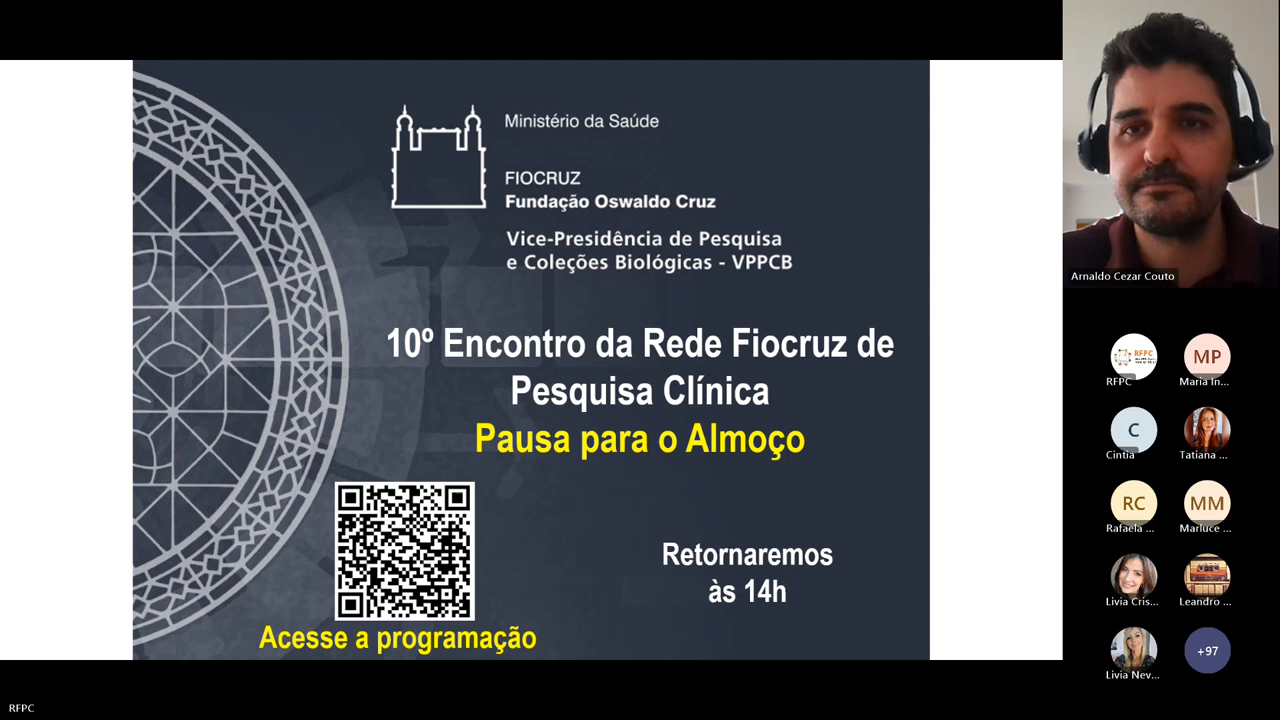 Ministério da Saúde
FIOCRUZ
Fundação Oswaldo Cruz
Vice-Presidência de Pesquisa
e Coleções Biológicas - VPPCB
10º Encontro da Rede Fiocruz de
Pesquisa Clínica
Pausa para o Almoço
Retornaremos
às 14h
Acesse a programação
Arnaldo Cezar Couto
RFPC
RFPC
MP
Maria In...
C
Cintia
Tatiana ...
RC
Rafaela ...
MM
Marluce ...
Livia Cris...
Leandro ...
Livia Nev...
+97
RFPC